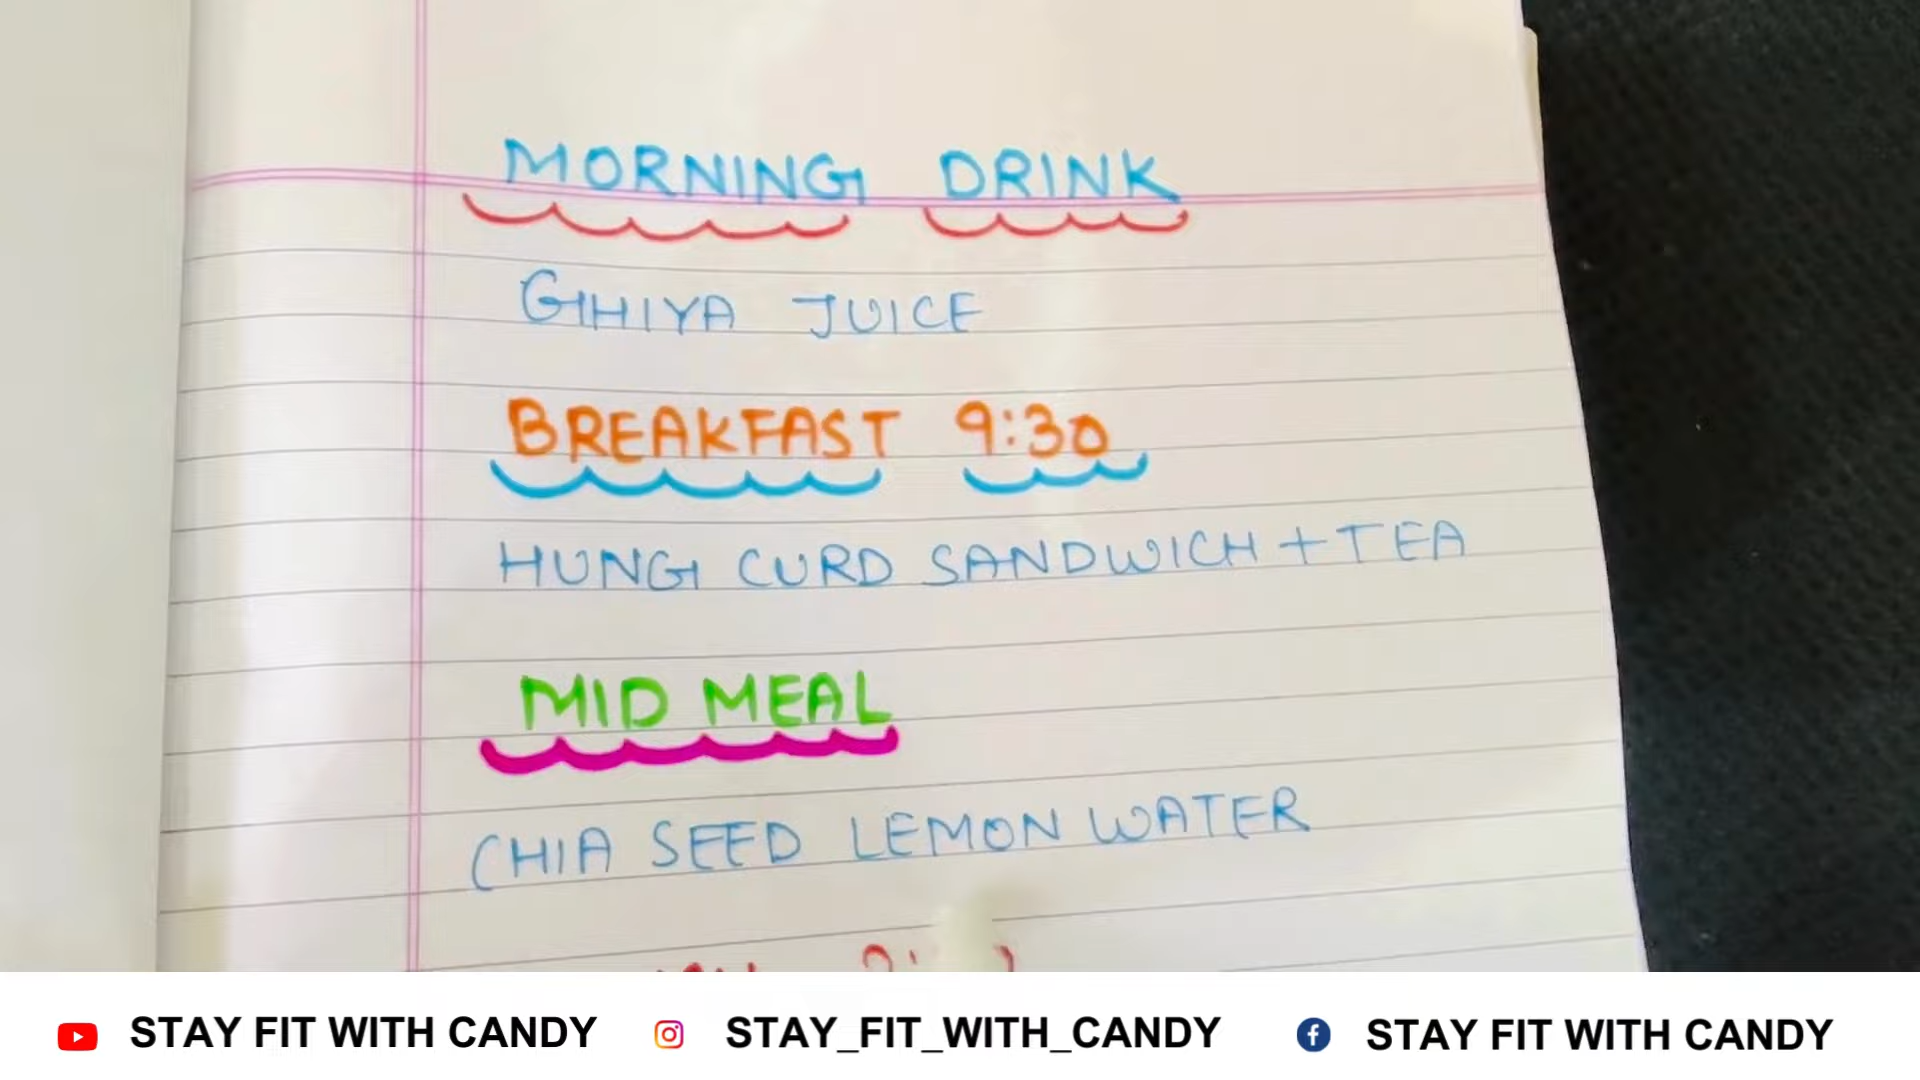 MORNING DRINK
GHIYA JUICE
BREAKFAST 9:30
HUNG CURD SANDWICH + TEA
MID MEAL
CHIA SEED LEMON WATER
STAY FIT WITH CANDY STAY_FIT_WITH_CANDY STAY FIT WITH CANDY